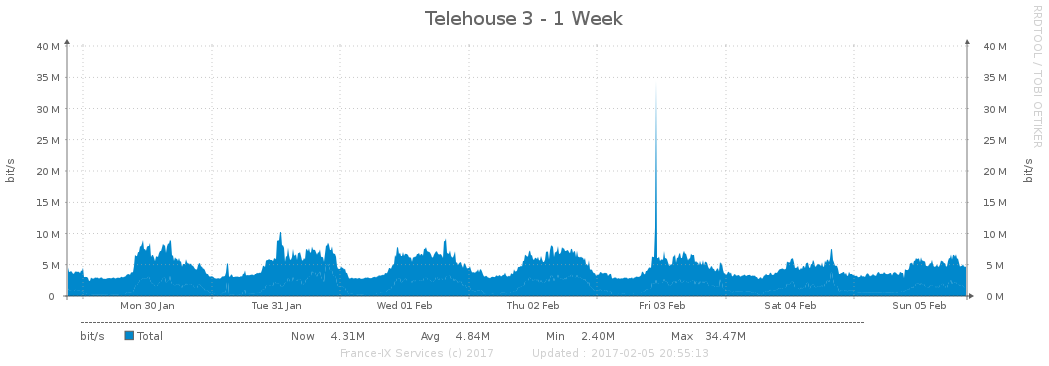 Telehouse 3 - 1 Week
RRDTOOL / TOBI OETIKER
bit/s
40 M 40 M
35 M 35 M
30 M 30 M
25 M 25 M
20 M 20 M
15 M 15 M
10 M 10 M
5 M 5 M
0 0 M
bit/s
Mon 30 Jan Tue 31 Jan Wed 01 Feb Thu 02 Feb Fri 03 Feb Sat 04 Feb Sun 05 Feb
bit/s Total Now 4.31M Avg 4.84M Min 2.40M Max 34.47M
France-IX Services (c) 2017 Updated : 2017-02-05 20:55:13